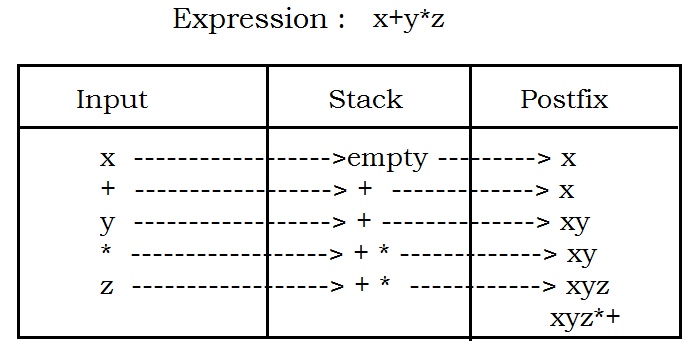 Expression : x+y*z
Input Stack Postfix
x ------------------>empty ---------> x
+ ------------------> + -------------> x
y ------------------> + --------------> xy
* ------------------> + * -------------> xy
z ------------------> + * ------------> xyz
xyz*+